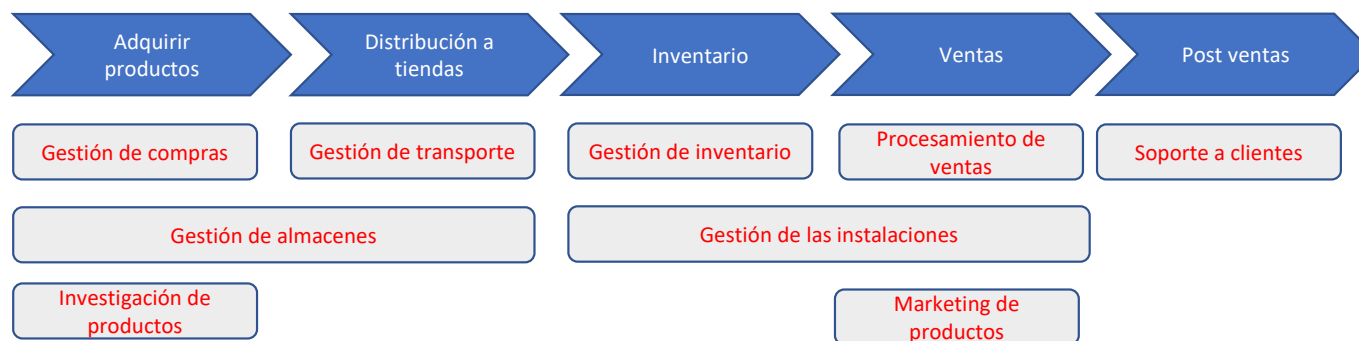 Adquirir
productos
Distribución a
tiendas
Inventario
Ventas
Post ventas
Gestión de compras
Gestión de transporte
Gestión de inventario
Procesamiento de
ventas
Soporte a clientes
Gestión de almacenes
Gestión de las instalaciones
Investigación de
productos
Marketing de
productos